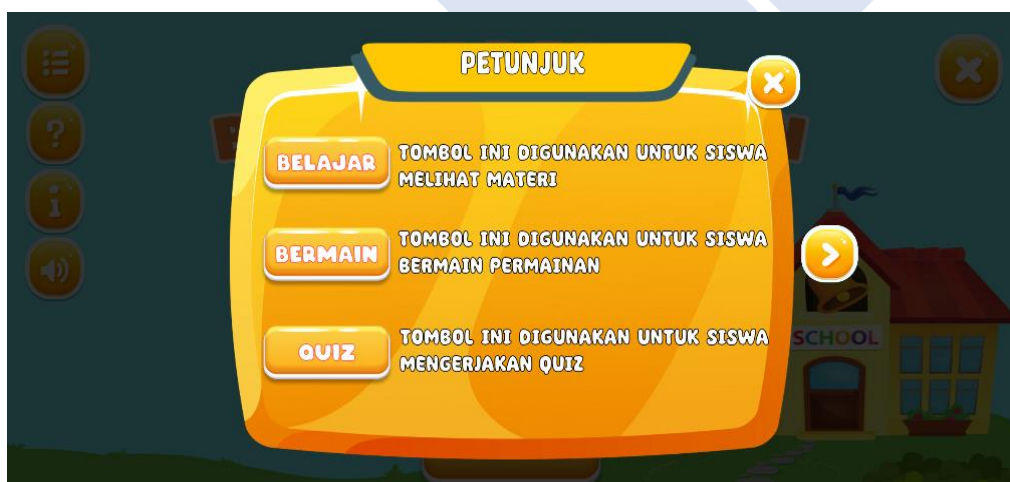 PETUNJUK
BELAJAR
TOMBOL INI DIGUNAKAN UNTUK SISWA
MELIHAT MATERI
BERMAIN
TOMBOL INI DIGUNAKAN UNTUK SISWA
BERMAIN PERMAINAN
QUIZ
TOMBOL INI DIGUNAKAN UNTUK SISWA
MENGERJAKAN QUIZ
SCHOOL